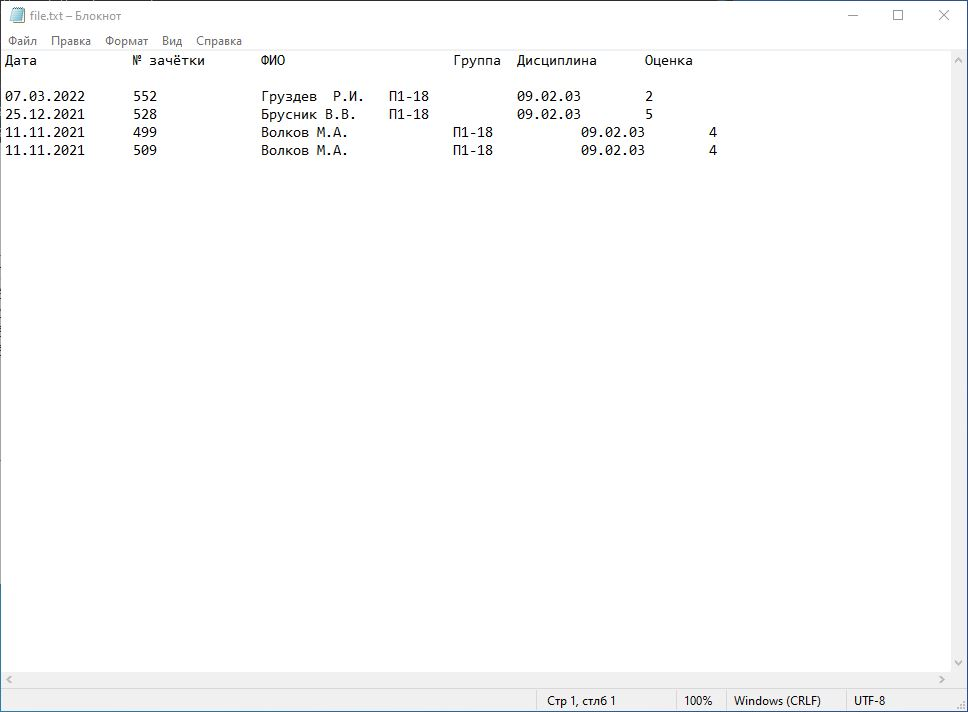 file.txt – Блокнот
Файл Правка Формат Вид Справка
Дата № зачётки ФИО Группа Дисциплина Оценка
07.03.2022 552 Груздев Р.И. П1-18 09.02.03 2
25.12.2021 528 Брусник В.В. П1-18 09.02.03 5
11.11.2021 499 Волков М.А. П1-18 09.02.03 4
11.11.2021 509 Волков М.А. П1-18 09.02.03 4
Стр 1, стлб 1 100% Windows (CRLF) UTF-8